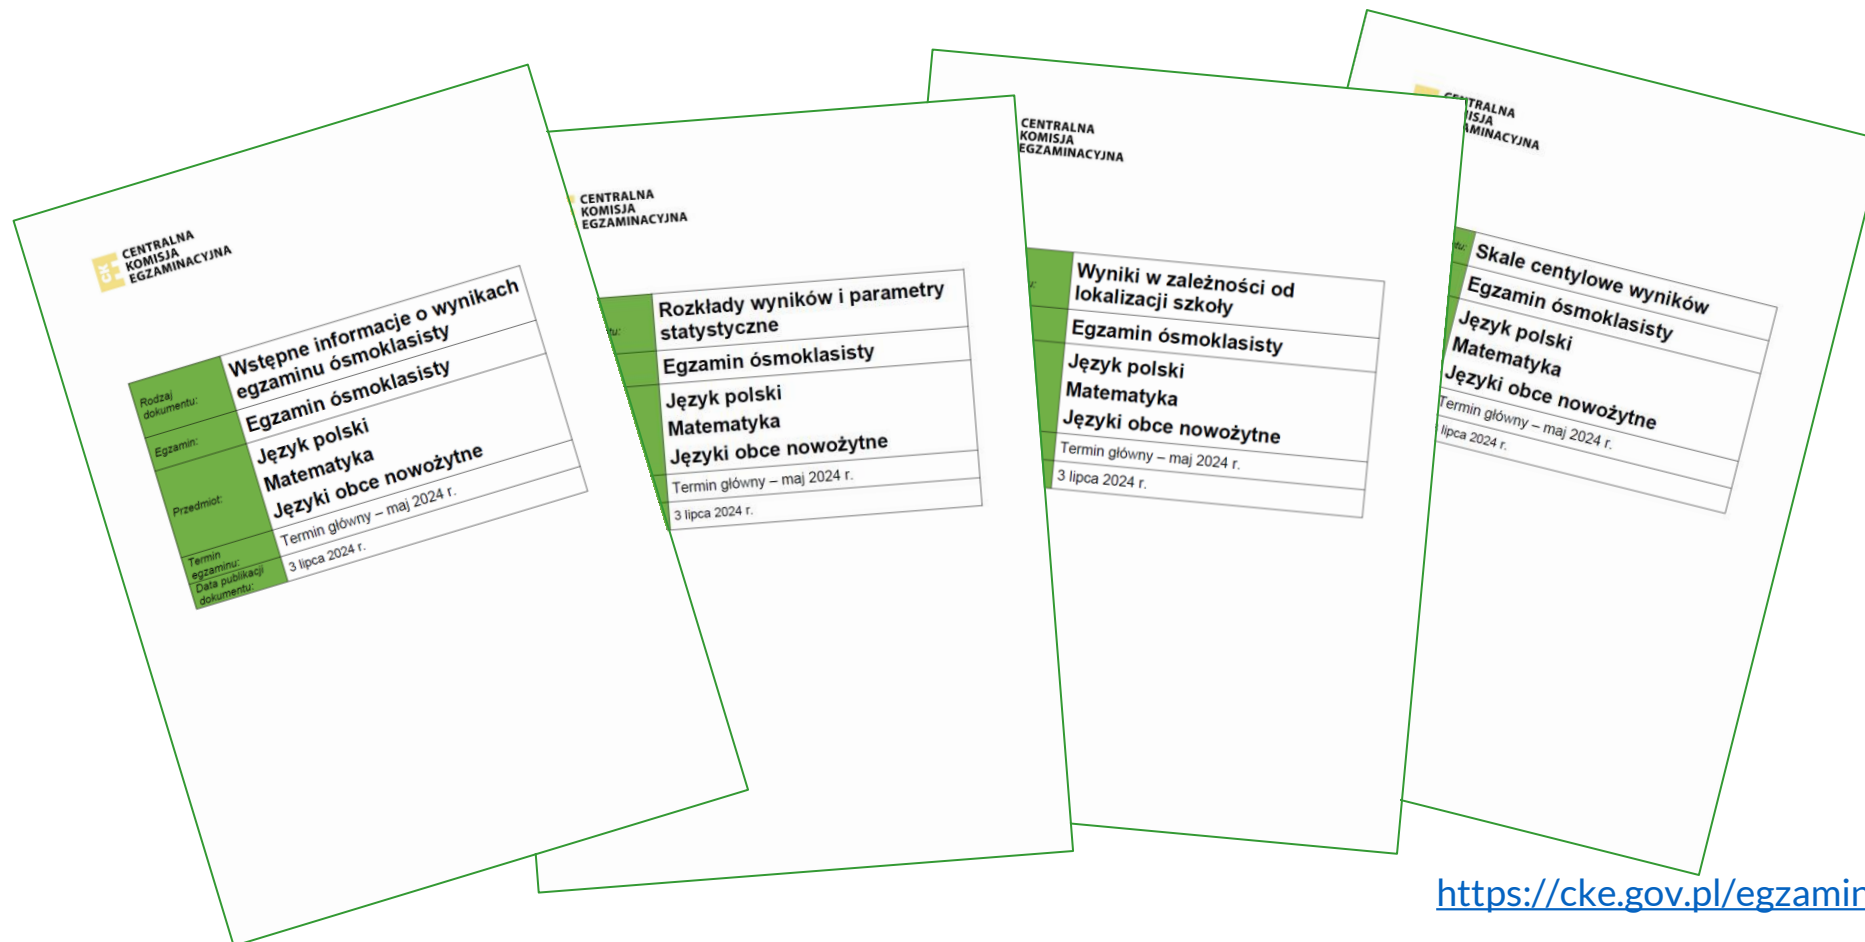 CK
CENTRALNA
KOMISJA
EGZAMINACYJNA
Rodzaj
dokumentu:
Wstępne informacje o wynikach
egzaminu ósmoklasisty
Egzamin:
Egzamin ósmoklasisty
Przedmiot:
Język polski
Matematyka
Języki obce nowożytne
Termin
egzaminu:
Termin główny – maj 2024 r.
Data publikacji
dokumentu:
3 lipca 2024 r.
CENTRALNA
KOMISJA
EGZAMINACYJNA
Rozkłady wyników i parametry
statystyczne
Egzamin ósmoklasisty
Język polski
Matematyka
Języki obce nowożytne
Termin główny – maj 2024 r.
3 lipca 2024 r.
CENTRALNA
KOMISJA
EGZAMINACYJNA
Wyniki w zależności od
lokalizacji szkoły
Egzamin ósmoklasisty
Język polski
Matematyka
Języki obce nowożytne
Termin główny – maj 2024 r.
3 lipca 2024 r.
Skale centylowe wyników
Egzamin ósmoklasisty
Język polski
Matematyka
Języki obce nowożytne
Termin główny – maj 2024 r.
lipca 2024 r.
https://cke.gov.pl/egzamin